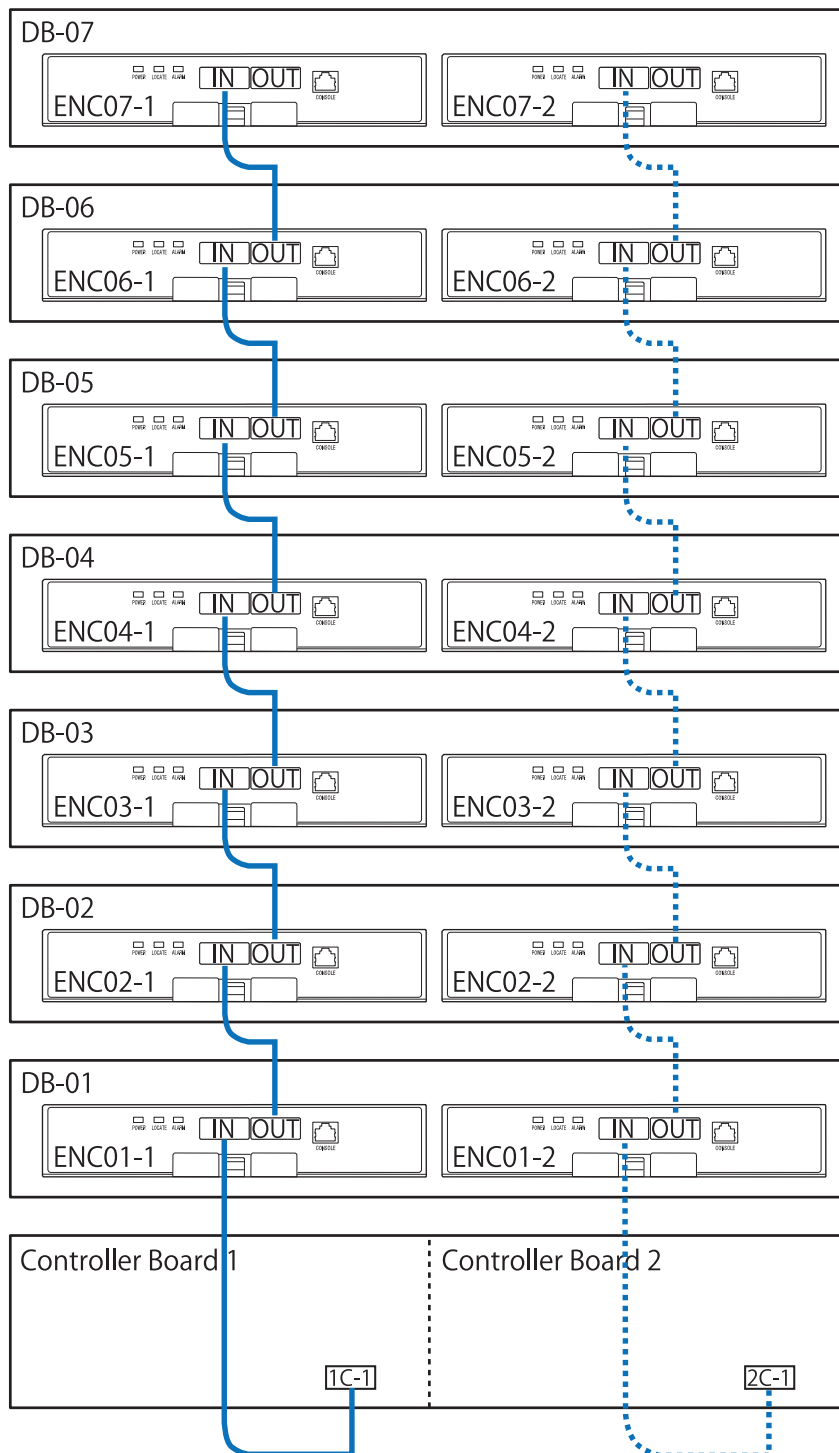 DB-07
POWER LOCATE ALARM IN OUT CONSOLE
ENC07-1
POWER LOCATE ALARM IN OUT CONSOLE
ENC07-2
DB-06
POWER LOCATE ALARM IN OUT CONSOLE
ENC06-1
POWER LOCATE ALARM IN OUT CONSOLE
ENC06-2
DB-05
POWER LOCATE ALARM IN OUT CONSOLE
ENC05-1
POWER LOCATE ALARM IN OUT CONSOLE
ENC05-2
DB-04
POWER LOCATE ALARM IN OUT CONSOLE
ENC04-1
POWER LOCATE ALARM IN OUT CONSOLE
ENC04-2
DB-03
POWER LOCATE ALARM IN OUT CONSOLE
ENC03-1
POWER LOCATE ALARM IN OUT CONSOLE
ENC03-2
DB-02
POWER LOCATE ALARM IN OUT CONSOLE
ENC02-1
POWER LOCATE ALARM IN OUT CONSOLE
ENC02-2
DB-01
POWER LOCATE ALARM IN OUT CONSOLE
ENC01-1
POWER LOCATE ALARM IN OUT CONSOLE
ENC01-2
Controller Board 1
1C-1
Controller Board 2
2C-1